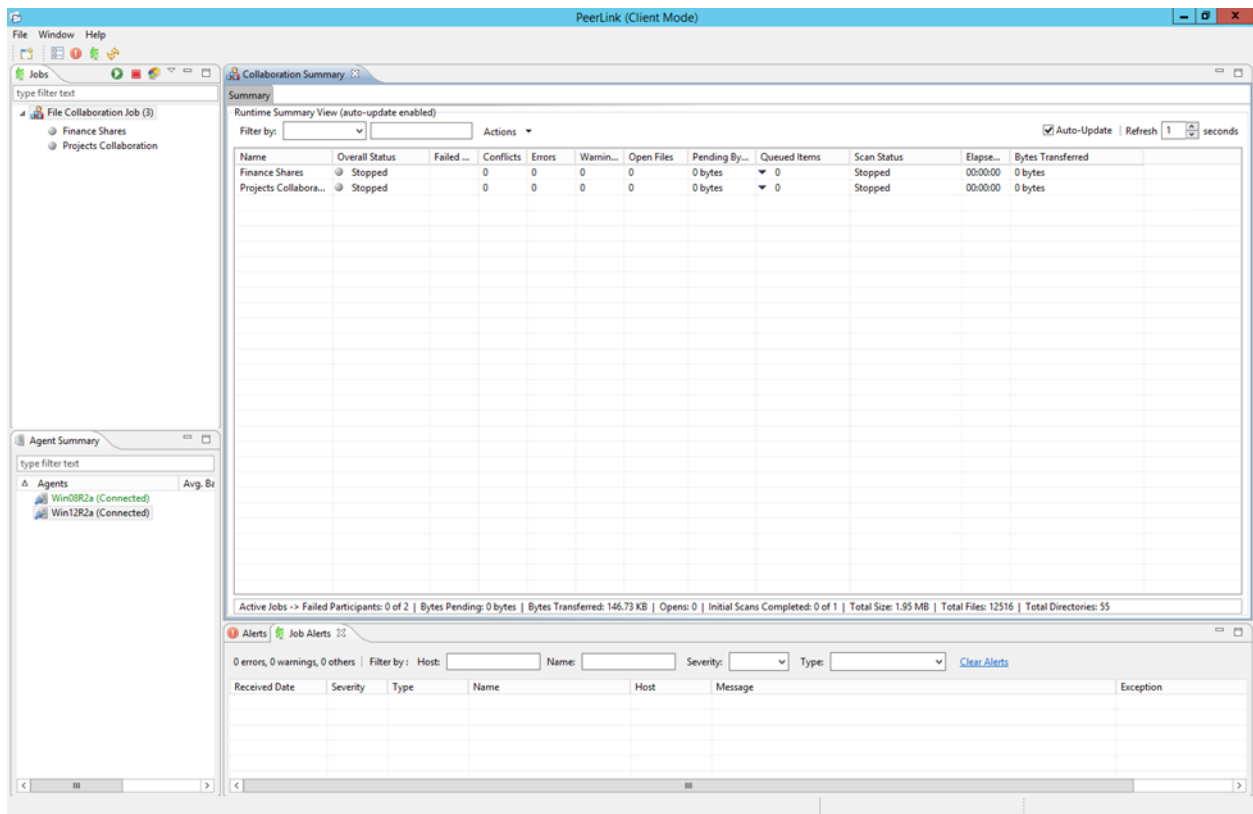 PeerLink (Client Mode)
File Window Help
Jobs
type filter text
File Collaboration Job (3)
Finance Shares
Projects Collaboration
Collaboration Summary
Summary
Runtime Summary View (auto-update enabled)
Filter by: Actions Auto-Update | Refresh 1 seconds
Name Overall Status Failed ... Conflicts Errors Warnin... Open Files Pending By... Queued Items Scan Status Elapse... Bytes Transferred
Finance Shares Stopped 0 0 0 0 0 bytes 0 Stopped 00:00:00 0 bytes
Projects Collabora... Stopped 0 0 0 0 0 bytes 0 Stopped 00:00:00 0 bytes
Active Jobs -> Failed Participants: 0 of 2 | Bytes Pending: 0 bytes | Bytes Transferred: 146.73 KB | Opens: 0 | Initial Scans Completed: 0 of 1 | Total Size: 1.95 MB | Total Files: 12516 | Total Directories: 55
Agent Summary
type filter text
Agents Avg. Ba
Win08R2a (Connected)
Win12R2a (Connected)
Alerts Job Alerts
0 errors, 0 warnings, 0 others | Filter by : Host: Name: Severity: Type: Clear Alerts
Received Date Severity Type Name Host Message Exception